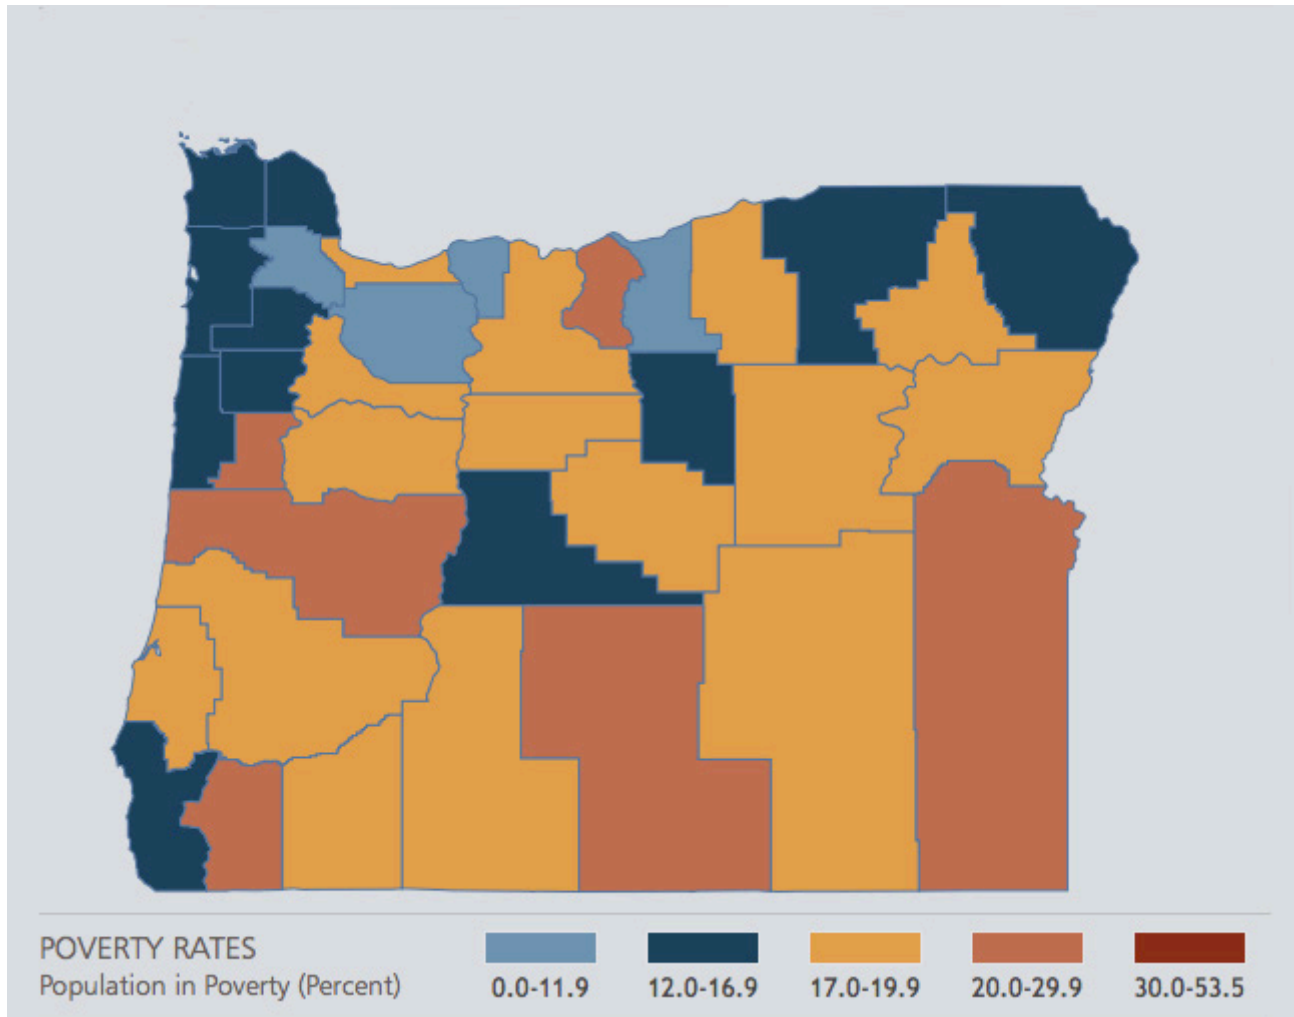 POVERTY RATES
Population in Poverty (Percent)
0.0-11.9
12.0-16.9
17.0-19.9
20.0-29.9
30.0-53.5